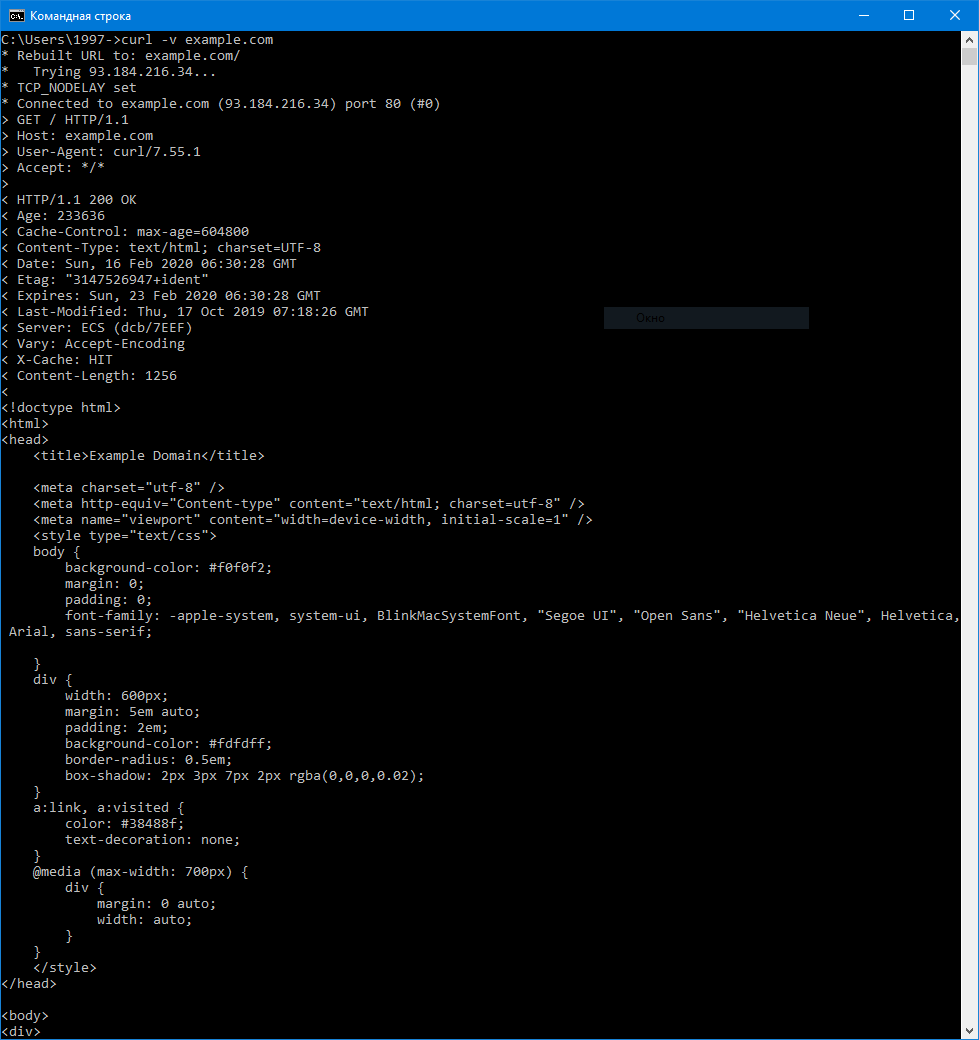 Командная строка
C:\Users\1997->curl -v example.com
* Rebuilt URL to: example.com/
*   Trying 93.184.216.34...
* TCP_NODELAY set
* Connected to example.com (93.184.216.34) port 80 (#0)
> GET / HTTP/1.1
> Host: example.com
> User-Agent: curl/7.55.1
> Accept: */*
>
< HTTP/1.1 200 OK
< Age: 233636
< Cache-Control: max-age=604800
< Content-Type: text/html; charset=UTF-8
< Date: Sun, 16 Feb 2020 06:30:28 GMT
< Etag: "3147526947+ident"
< Expires: Sun, 23 Feb 2020 06:30:28 GMT
< Last-Modified: Thu, 17 Oct 2019 07:18:26 GMT
Окно
< Server: ECS (dcb/7EEF)
< Vary: Accept-Encoding
< X-Cache: HIT
< Content-Length: 1256
<
<!doctype html>
<html>
<head>
    <title>Example Domain</title>

    <meta charset="utf-8" />
    <meta http-equiv="Content-type" content="text/html; charset=utf-8" />
    <meta name="viewport" content="width=device-width, initial-scale=1" />
    <style type="text/css">
    body {
        background-color: #f0f0f2;
        margin: 0;
        padding: 0;
        font-family: -apple-system, system-ui, BlinkMacSystemFont, "Segoe UI", "Open Sans", "Helvetica Neue", Helvetica,
 Arial, sans-serif;

    }
    div {
        width: 600px;
        margin: 5em auto;
        padding: 2em;
        background-color: #fdfdff;
        border-radius: 0.5em;
        box-shadow: 2px 3px 7px 2px rgba(0,0,0,0.02);
    }
    a:link, a:visited {
        color: #38488f;
        text-decoration: none;
    }
    @media (max-width: 700px) {
        div {
            margin: 0 auto;
            width: auto;
        }
    }
    </style>
</head>

<body>
<div>